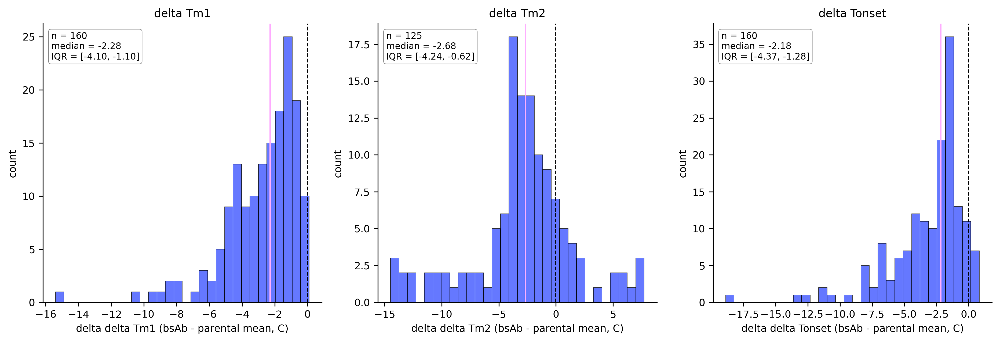 delta Tm1
n = 160
median = -2.28
IQR = [-4.10, -1.10]
count
25
20
15
10
5
0
−16
−14
−12
−10
−8
−6
−4
−2
0
delta delta Tm1 (bsAb - parental mean, C)
delta Tm2
n = 125
median = -2.68
IQR = [-4.24, -0.62]
count
17.5
15.0
12.5
10.0
7.5
5.0
2.5
0.0
−15
−10
−5
0
5
delta delta Tm2 (bsAb - parental mean, C)
delta Tonset
n = 160
median = -2.18
IQR = [-4.37, -1.28]
count
35
30
25
20
15
10
5
0
−17.5
−15.0
−12.5
−10.0
−7.5
−5.0
−2.5
0.0
delta delta Tonset (bsAb - parental mean, C)